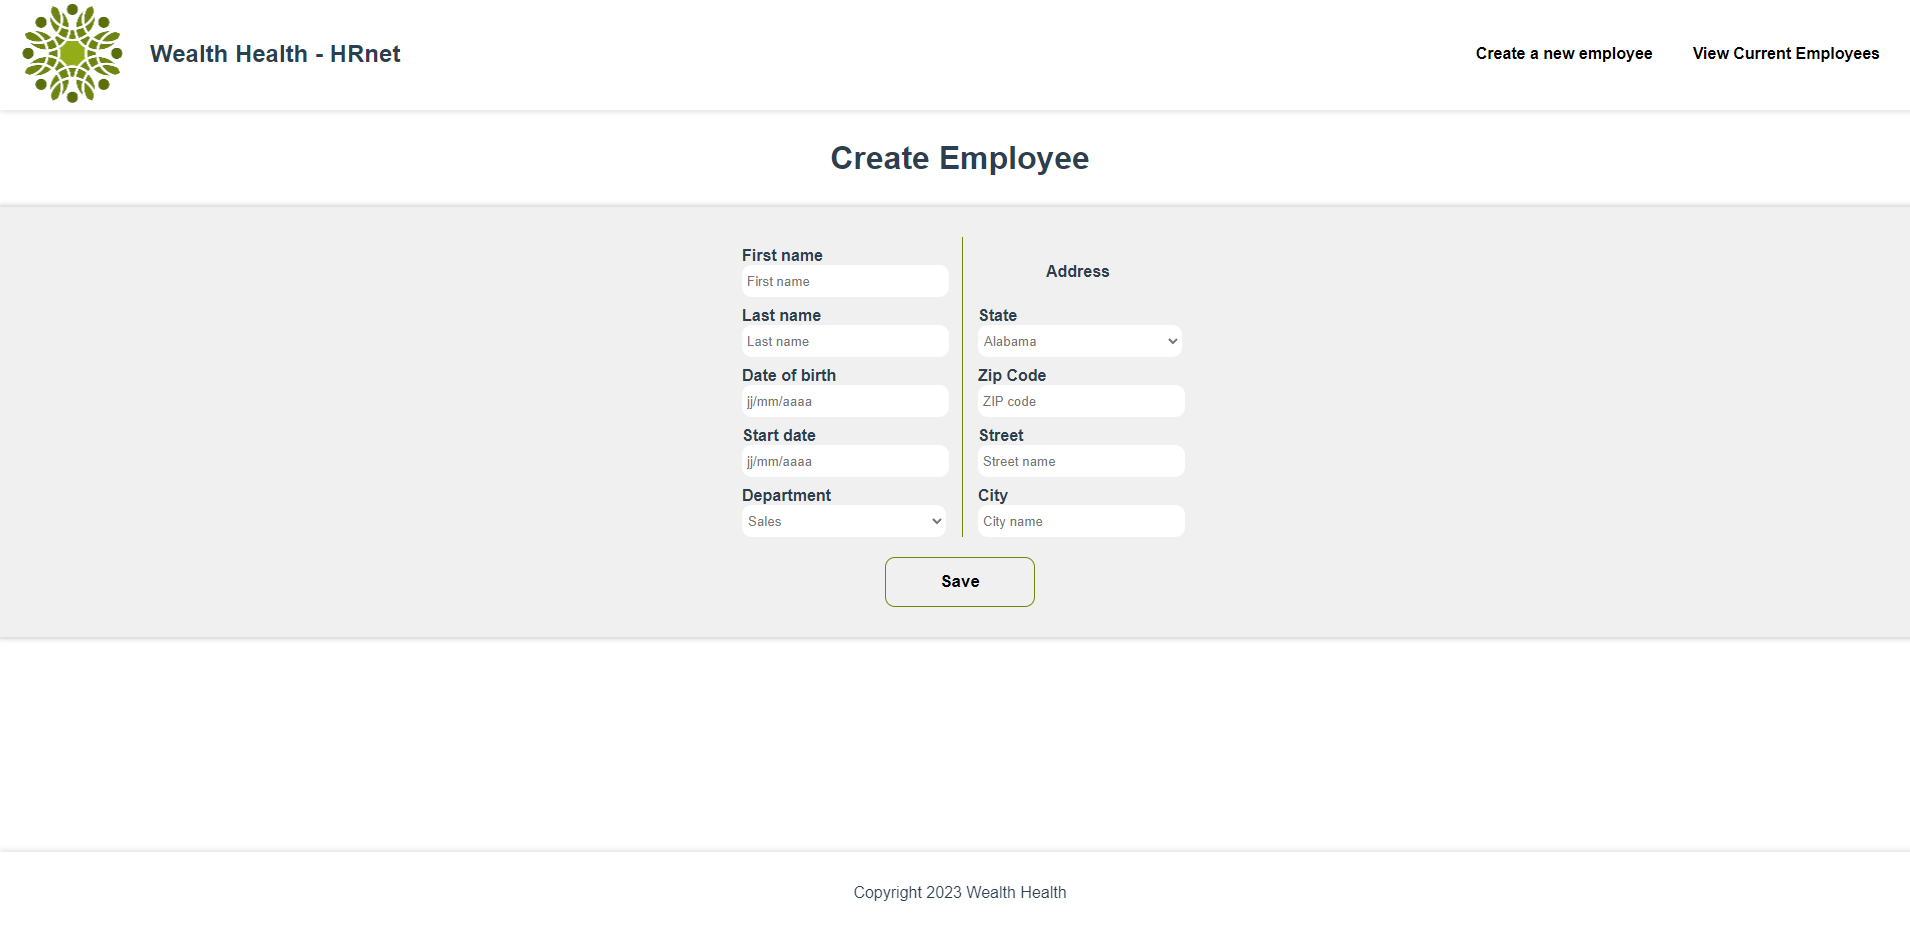 Wealth Health - HRnet
Create a new employee
View Current Employees
Create Employee
First name
First name
Last name
Last name
Date of birth
jj/mm/aaaa
Start date
jj/mm/aaaa
Department
Sales
Address
State
Alabama
Zip Code
ZIP code
Street
Street name
City
City name
Save
Copyright 2023 Wealth Health